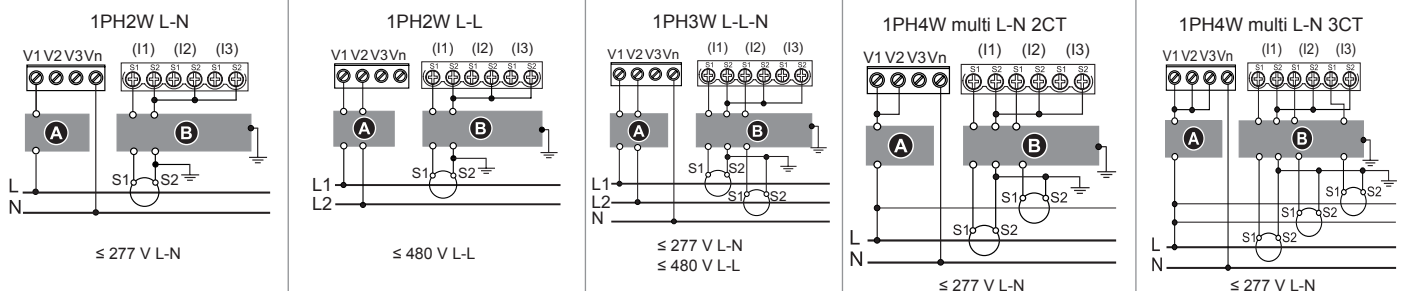 1PH2W L-N
V1 V2 V3 Vn (I1) (I2) (I3)
S1 S2 S1 S2 S1 S2
A B
S1 S2
L
N
≤ 277 V L-N
1PH2W L-L
V1 V2 V3 Vn (I1) (I2) (I3)
S1 S2 S1 S2 S1 S2
A B
S1 S2
L1
L2
≤ 480 V L-L
1PH3W L-L-N
V1 V2 V3 Vn (I1) (I2) (I3)
S1 S2 S1 S2 S1 S2
A B
S1 S2
L1
S1 S2
L2
N
≤ 277 V L-N
≤ 480 V L-L
1PH4W multi L-N 2CT
V1 V2 V3 Vn (I1) (I2) (I3)
S1 S2 S1 S2 S1 S2
A B
S1 S2
S1 S2
L
N
≤ 277 V L-N
1PH4W multi L-N 3CT
V1 V2 V3 Vn (I1) (I2) (I3)
S1 S2 S1 S2 S1 S2
A B
S1 S2
S1 S2
S1 S2
L
N
≤ 277 V L-N